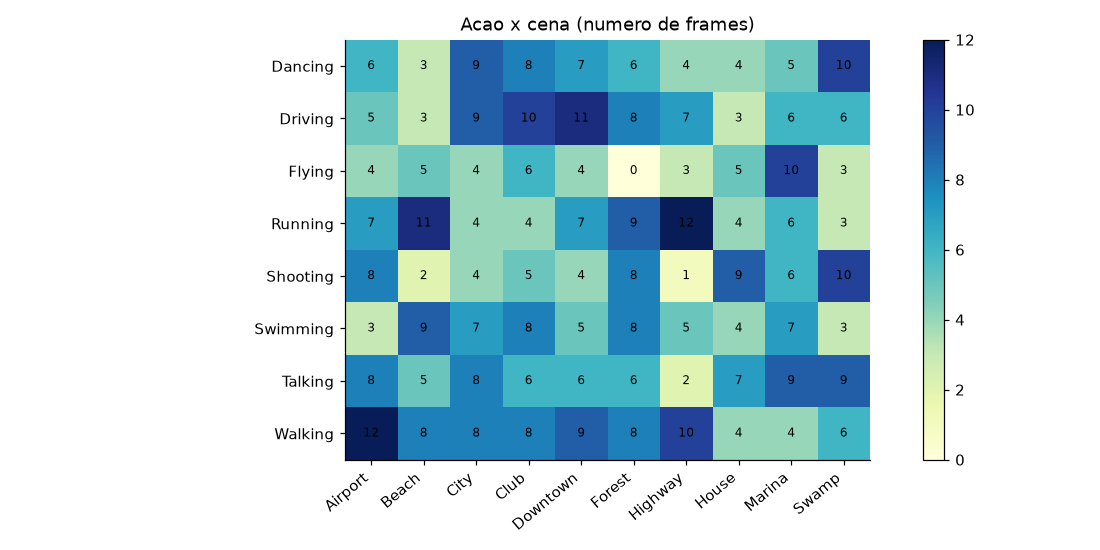 Acao x cena (numero de frames)
Dancing 6 3 9 8 7 6 4 4 5 10
Driving 5 3 9 10 11 8 7 3 6 6
Flying 4 5 4 6 4 0 3 5 10 3
Running 7 11 4 4 7 9 12 4 6 3
Shooting 8 2 4 5 4 8 1 9 6 10
Swimming 3 9 7 8 5 8 5 4 7 3
Talking 8 5 8 6 6 6 2 7 9 9
Walking 12 8 8 8 9 8 10 4 4 6
Airport Beach City Club Downtown Forest Highway House Marina Swamp
12
10
8
6
4
2
0